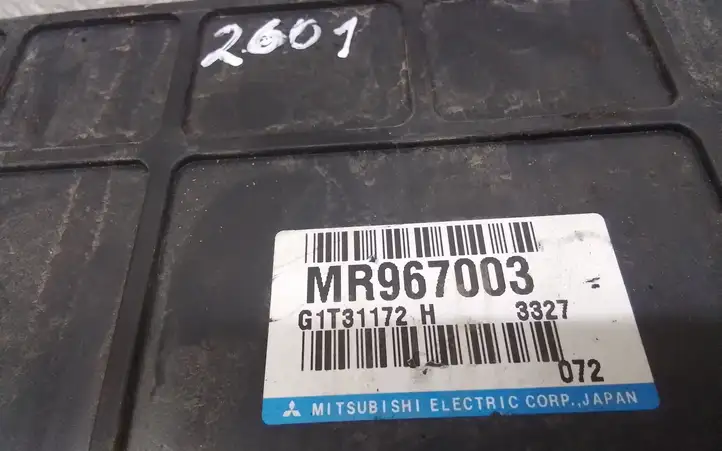 2601
MR967003
G1T31172 H 3327
072
MITSUBISHI ELECTRIC CORP.,JAPAN